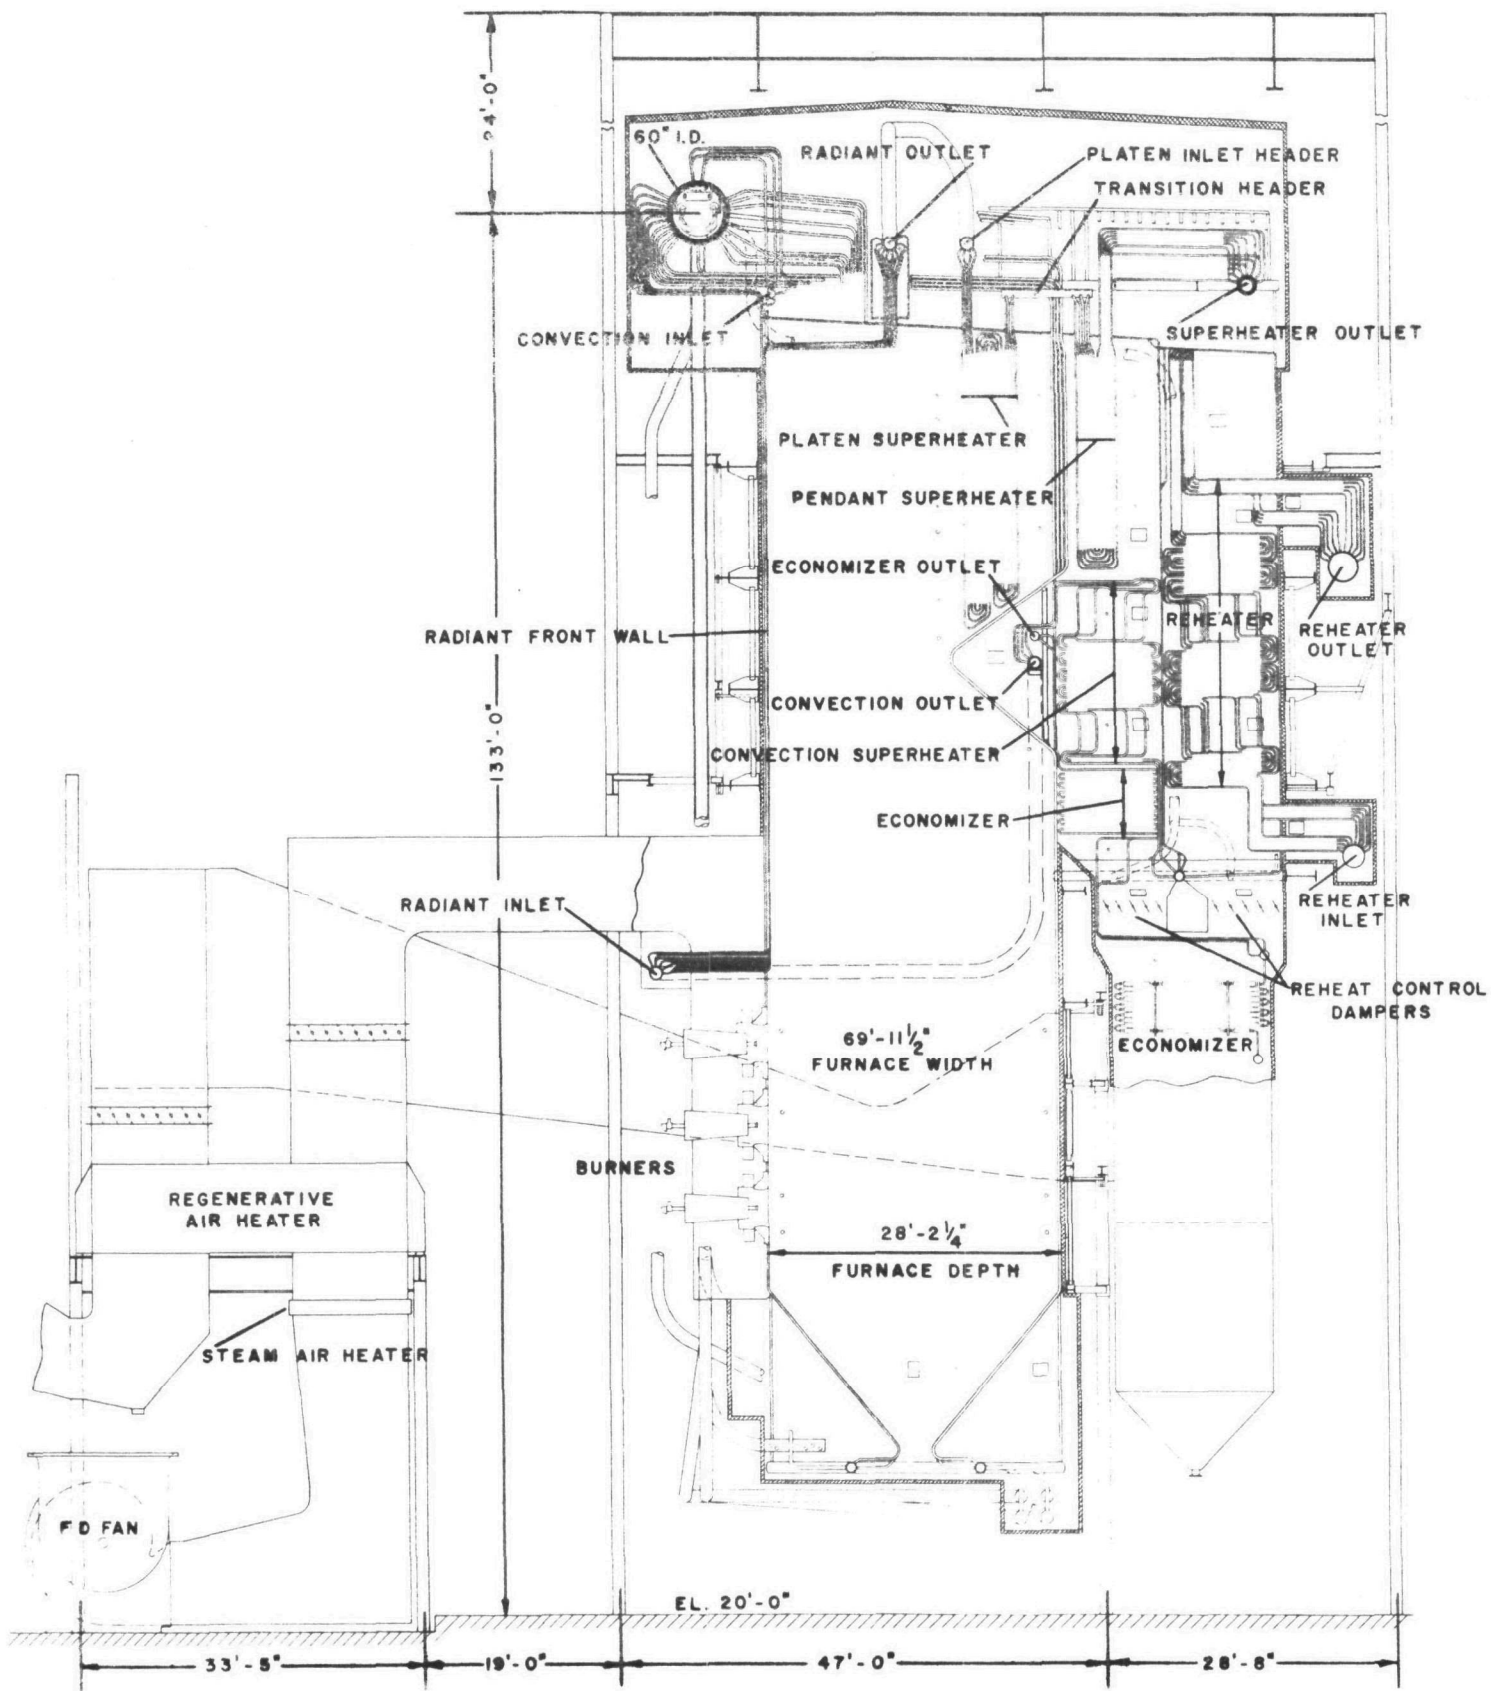 24'-0"
60" I.D.
RADIANT OUTLET
PLATEN INLET HEADER
TRANSITION HEADER
CONVECTION INLET
SUPERHEATER OUTLET
PLATEN SUPERHEATER
PENDANT SUPERHEATER
ECONOMIZER OUTLET
RADIANT FRONT WALL
REHEATER
REHEATER
OUTLET
CONVECTION OUTLET
133'-0"
CONVECTION SUPERHEATER
ECONOMIZER
RADIANT INLET
REHEATER
INLET
REHEAT CONTROL
DAMPERS
69'-11½"
FURNACE WIDTH
ECONOMIZER
BURNERS
REGENERATIVE
AIR HEATER
28'-2¼"
FURNACE DEPTH
STEAM AIR HEATER
F D FAN
EL. 20'-0"
33'-5"
19'-0"
47'-0"